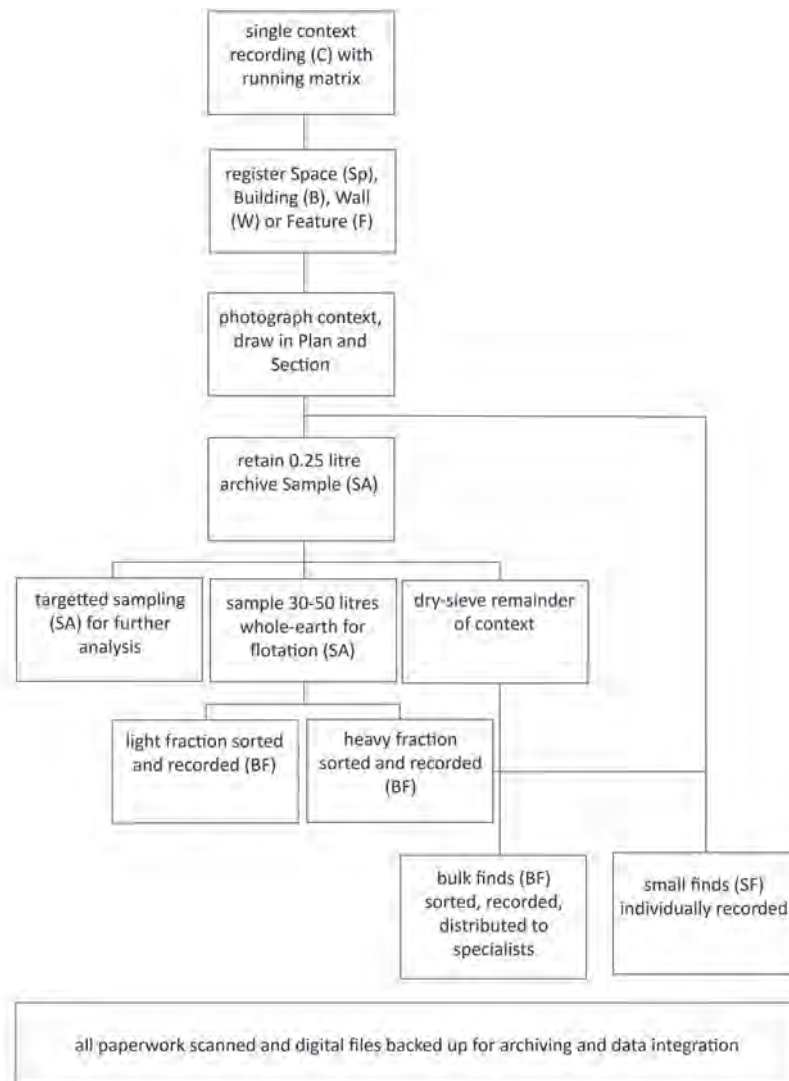 single context
recording (C) with
running matrix
register Space (Sp),
Building (B), Wall
(W) or Feature (F)
photograph context,
draw in Plan and
Section
retain 0.25 litre
archive Sample (SA)
targetted sampling
(SA) for further
analysis
sample 30-50 litres
whole-earth for
flotation (SA)
dry-sieve remainder
of context
light fraction sorted
and recorded (BF)
heavy fraction
sorted and recorded
(BF)
bulk finds (BF)
sorted, recorded,
distributed to
specialists
small finds (SF)
individually recorded
all paperwork scanned and digital files backed up for archiving and data integration